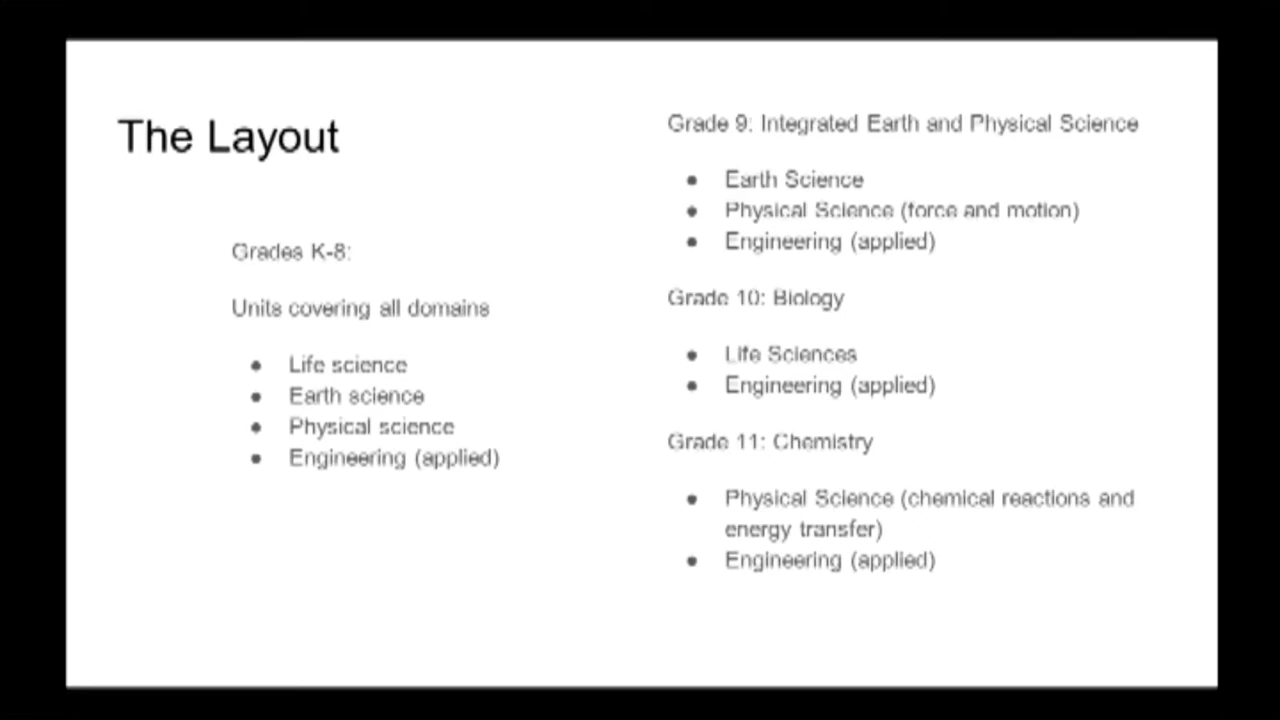 The Layout
Grades K-8:
Units covering all domains
● Life science
● Earth science
● Physical science
● Engineering (applied)
Grade 9: Integrated Earth and Physical Science
● Earth Science
● Physical Science (force and motion)
● Engineering (applied)
Grade 10: Biology
● Life Sciences
● Engineering (applied)
Grade 11: Chemistry
● Physical Science (chemical reactions and
energy transfer)
● Engineering (applied)